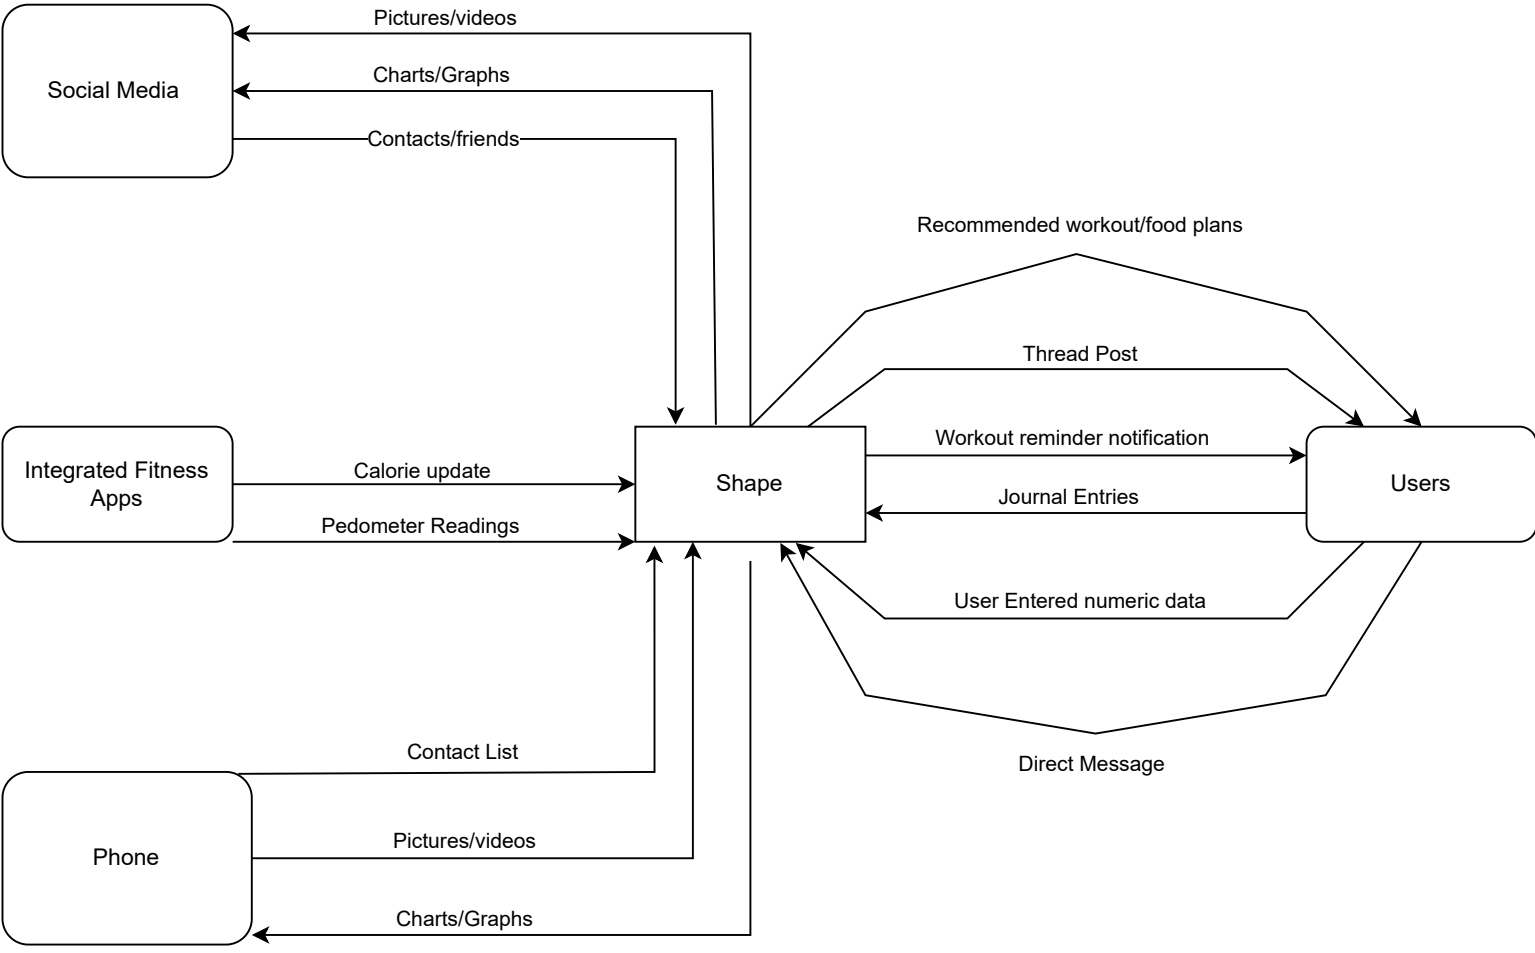 Pictures/videos
Charts/Graphs
Social Media
Contacts/friends
Recommended workout/food plans
Thread Post
Workout reminder notification
Integrated Fitness
Apps
Calorie update
Shape
Users
Journal Entries
Pedometer Readings
User Entered numeric data
Contact List
Direct Message
Pictures/videos
Phone
Charts/Graphs